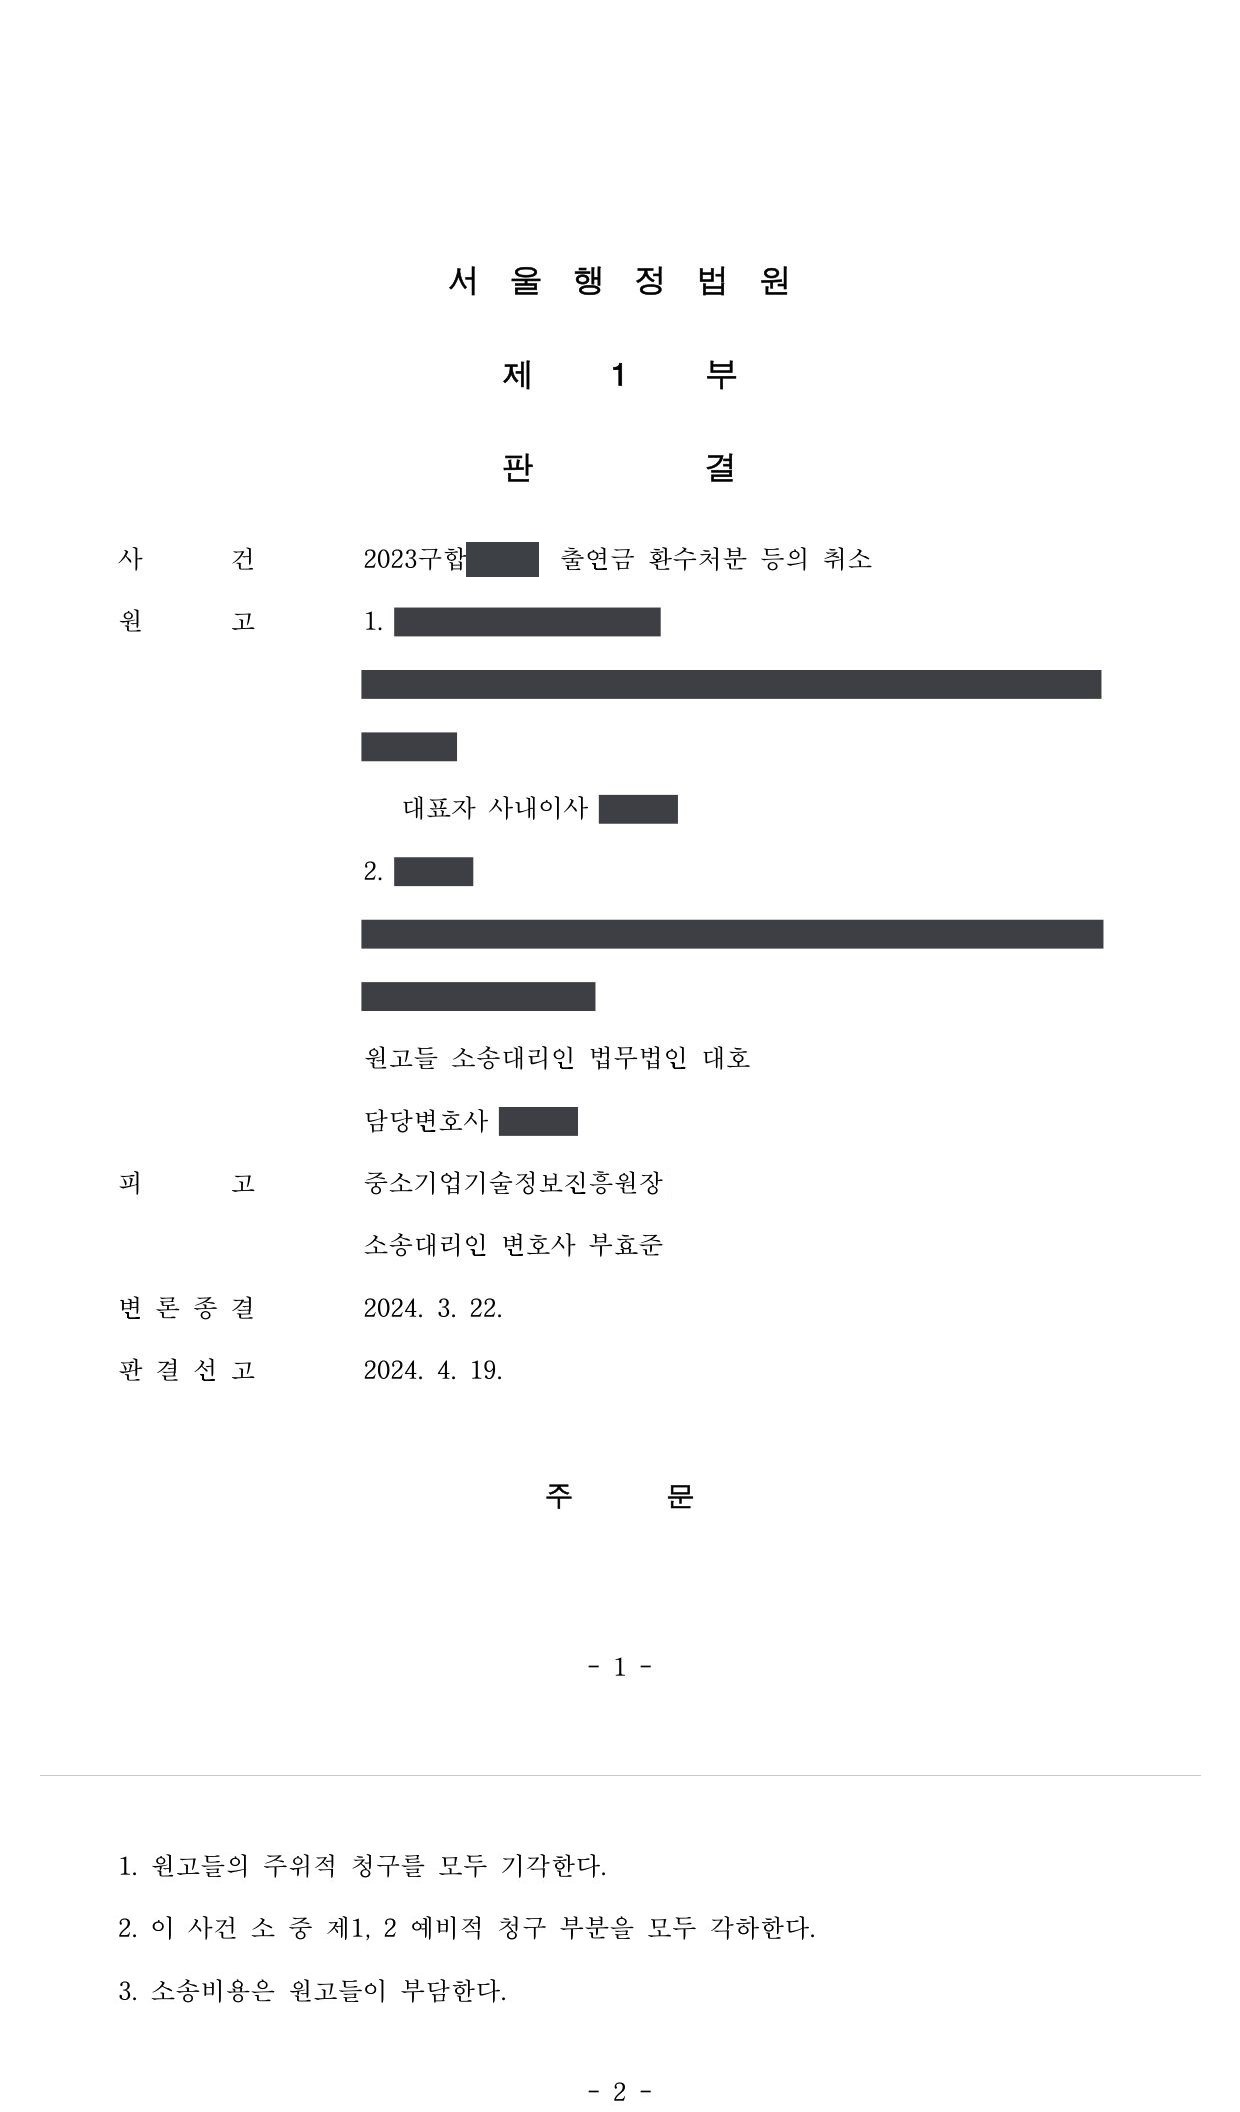 서 울 행 정 법 원
제 1 부
판 결
사 건 2023구합 출연금 환수처분 등의 취소
원 고 1.
대표자 사내이사
2.
원고들 소송대리인 법무법인 대호
담당변호사
피 고 중소기업기술정보진흥원장
소송대리인 변호사 부효준
변 론 종 결 2024. 3. 22.
판 결 선 고 2024. 4. 19.
주 문
- 1 -
1. 원고들의 주위적 청구를 모두 기각한다.
2. 이 사건 소 중 제1, 2 예비적 청구 부분을 모두 각하한다.
3. 소송비용은 원고들이 부담한다.
- 2 -